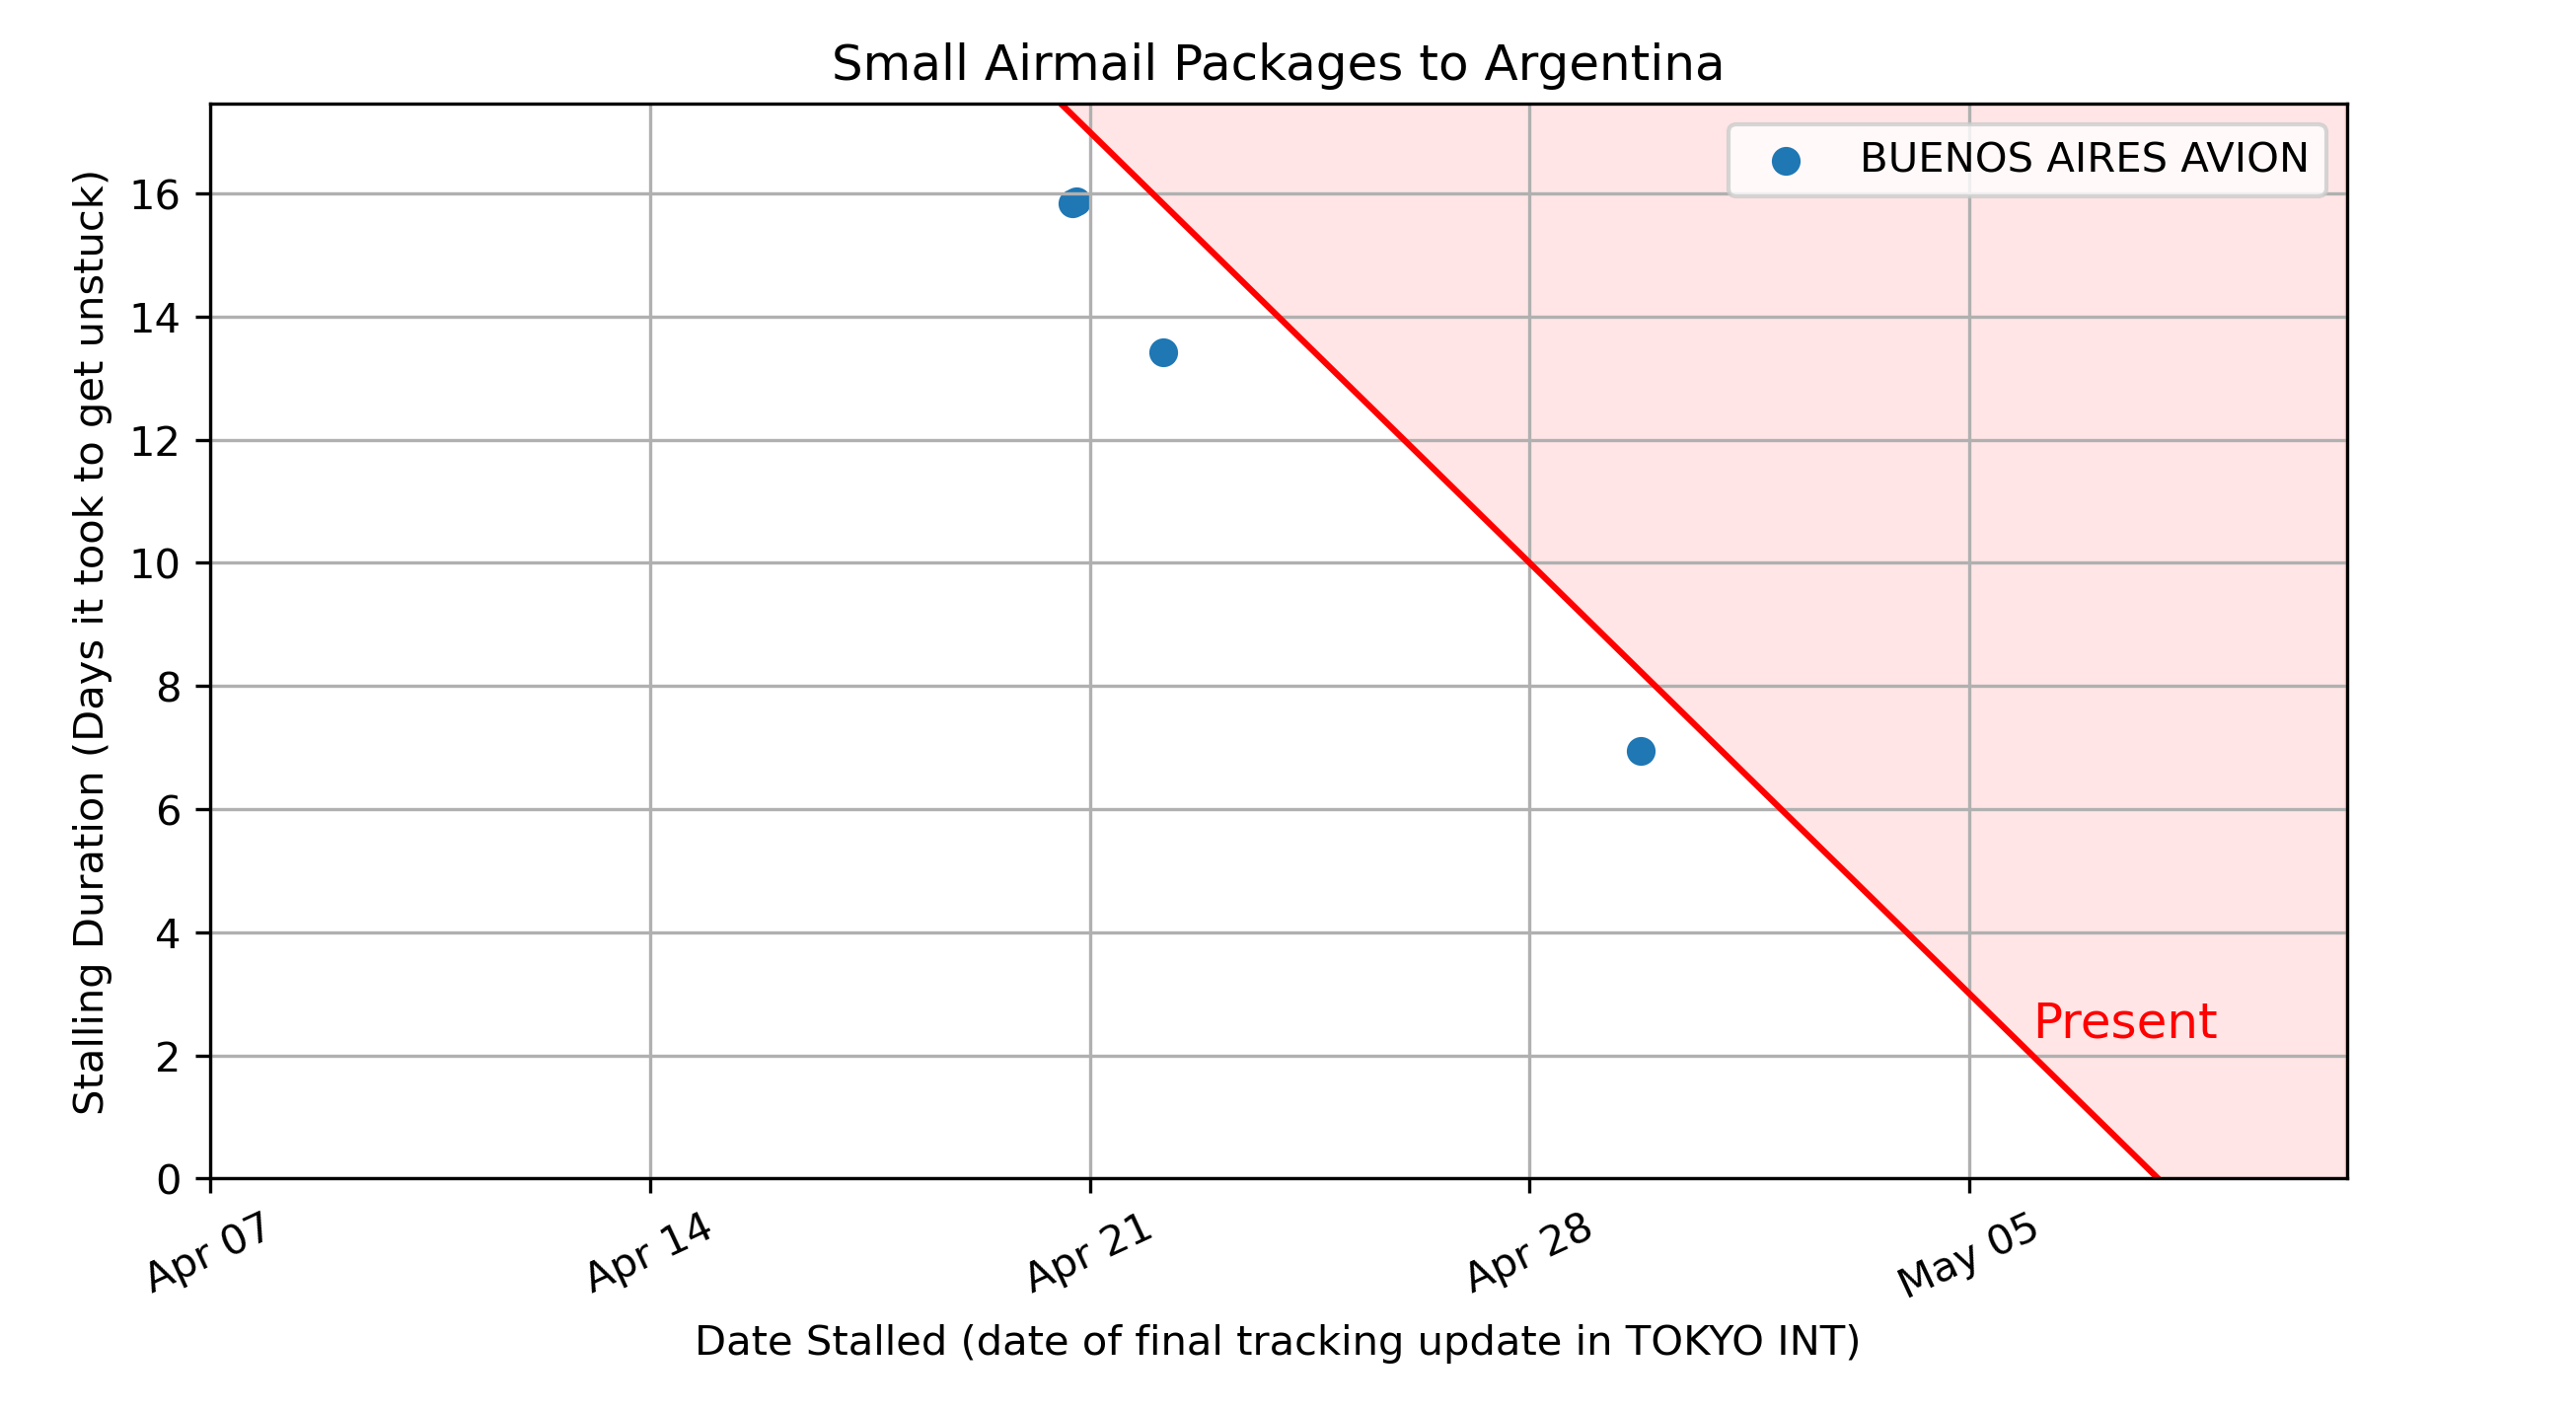 Small Airmail Packages to Argentina
BUENOS AIRES AVION
Stalling Duration (Days it took to get unstuck)
16
14
12
10
8
6
4
2
0
Present
Apr 07
Apr 14
Apr 21
Apr 28
May 05
Date Stalled (date of final tracking update in TOKYO INT)